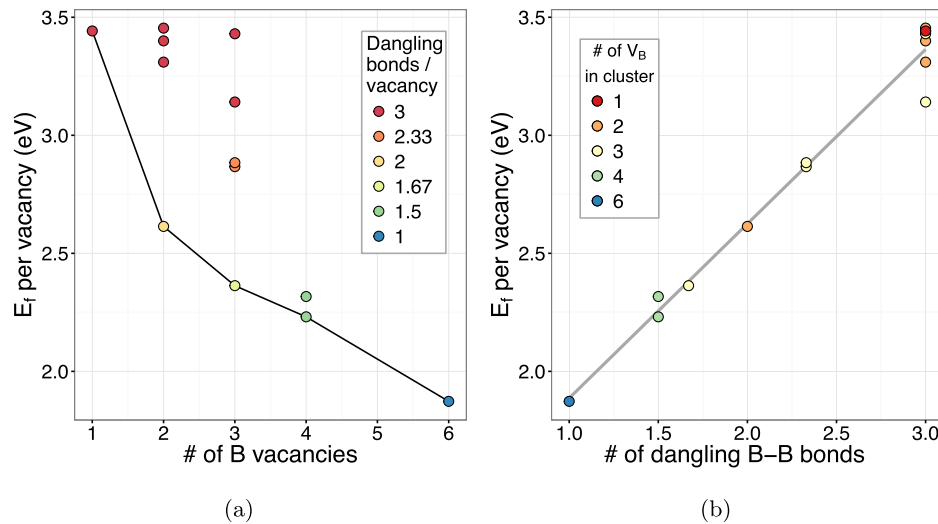 3.5
3.0
2.5
2.0
E_f per vacancy (eV)
Dangling
bonds /
vacancy
3
2.33
2
1.67
1.5
1
1 2 3 4 5 6
# of B vacancies
(a)
3.5
3.0
2.5
2.0
E_f per vacancy (eV)
# of V_B
in cluster
1
2
3
4
6
1.0 1.5 2.0 2.5 3.0
# of dangling B−B bonds
(b)